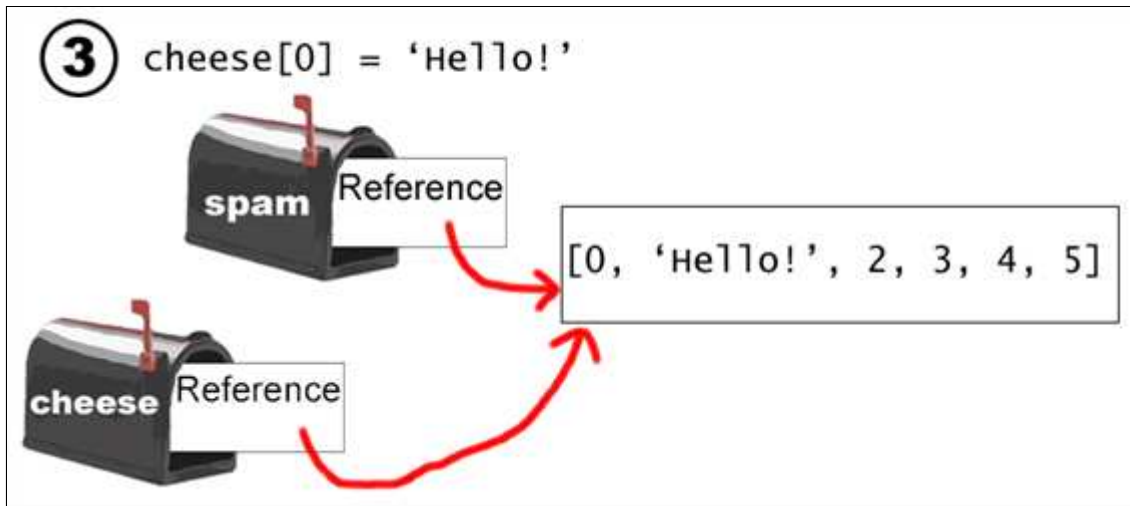 3 cheese[0] = ‘Hello!’
spam
Reference
[0, ‘Hello!’, 2, 3, 4, 5]
cheese
Reference